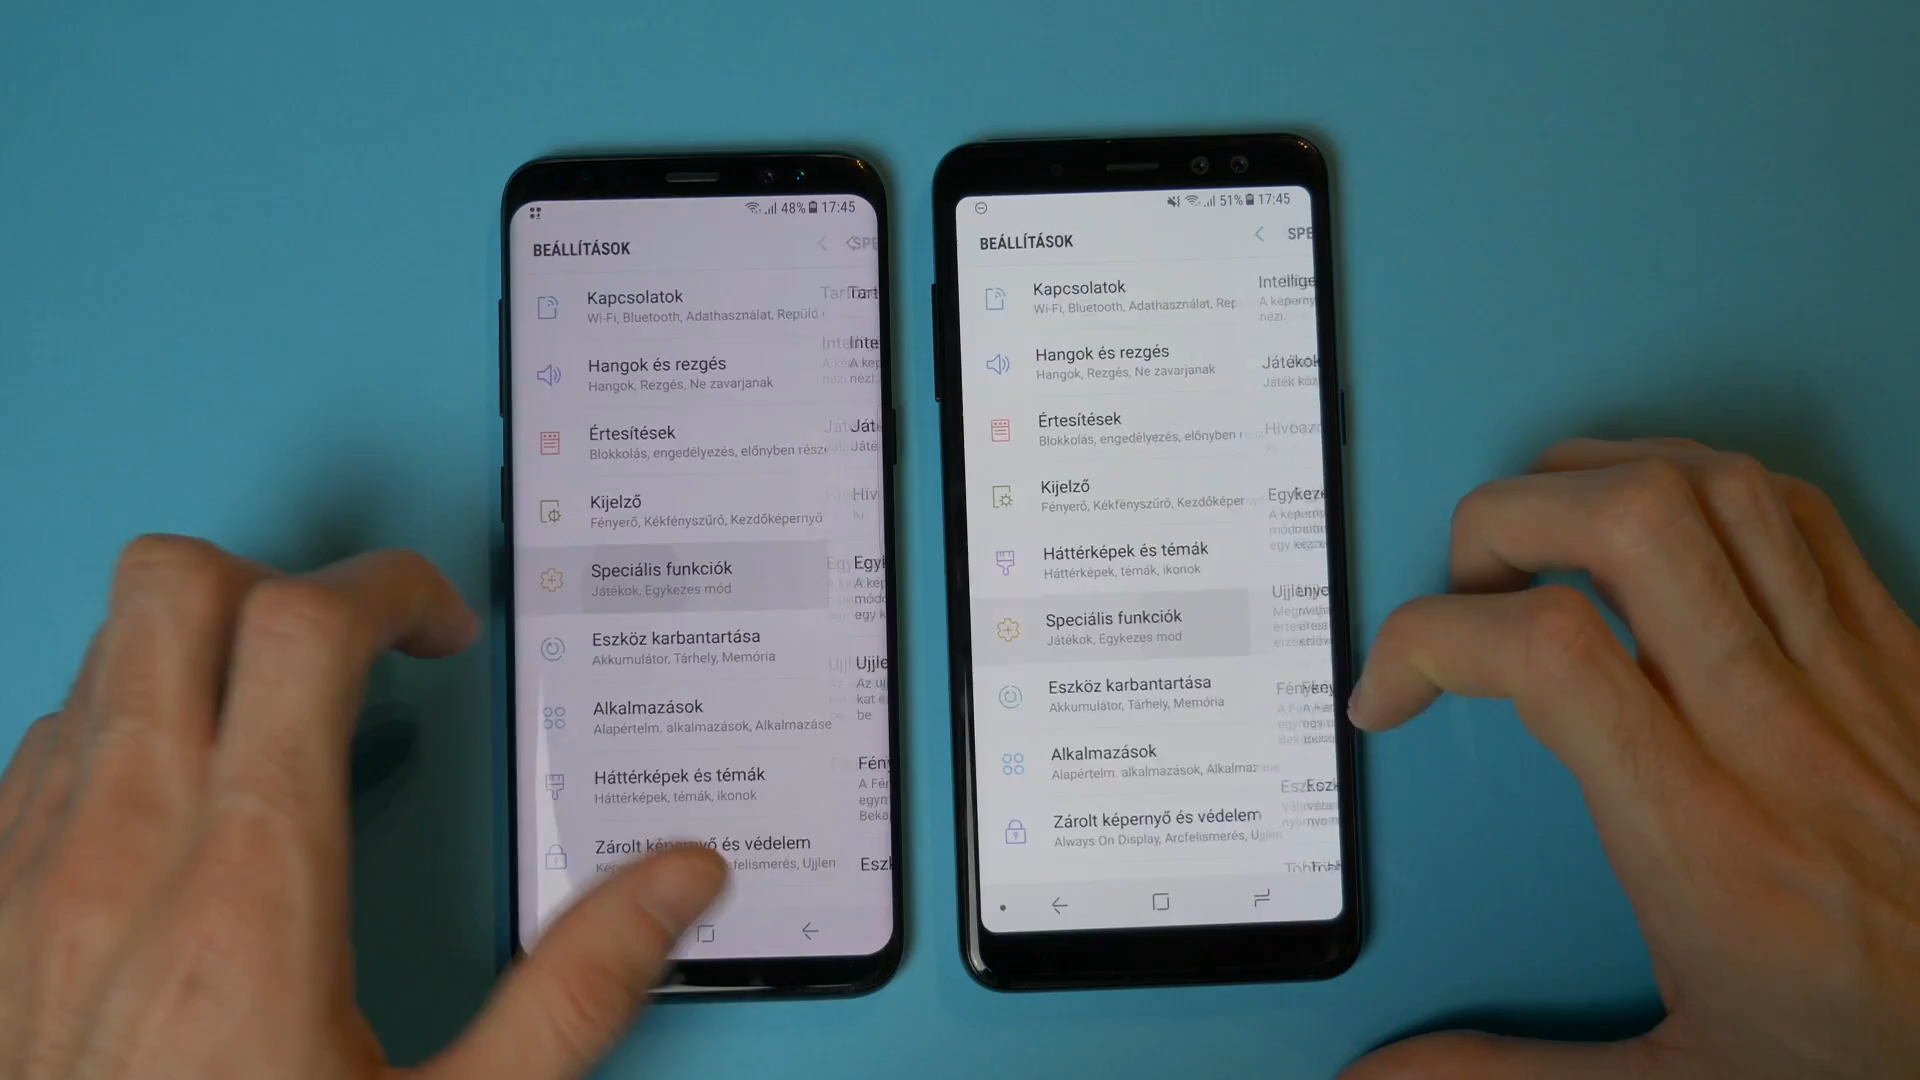 48% 17:45
BEÁLLÍTÁSOK
Kapcsolatok
Wi-Fi, Bluetooth, Adathasználat, Repülő
Hangok és rezgés
Hangok, Rezgés, Ne zavarjanak
Értesítések
Blokkolás, engedélyezés, előnyben rész
Kijelző
Fényerő, Kékfényszűrő, Kezdőképernyő
Speciális funkciók
Játékok, Egykezes mód
Eszköz karbantartása
Akkumulátor, Tárhely, Memória
Alkalmazások
Alapértelm. alkalmazások, Alkalmazáse
Háttérképek és témák
Háttérképek, témák, ikonok
Zárolt képernyő és védelem
51% 17:45
BEÁLLÍTÁSOK
SPE
Kapcsolatok
Wi-Fi, Bluetooth, Adathasználat, Rep
Hangok és rezgés
Hangok, Rezgés, Ne zavarjanak
Értesítések
Blokkolás, engedélyezés, előnyben r
Kijelző
Fényerő, Kékfényszűrő, Kezdőképer
Háttérképek és témák
Háttérképek, témák, ikonok
Speciális funkciók
Játékok, Egykezes mód
Eszköz karbantartása
Akkumulátor, Tárhely, Memória
Alkalmazások
Alapértelm. alkalmazások, Alkalmaz
Zárolt képernyő és védelem
Always On Display, Arcfelismerés, Ujjlen